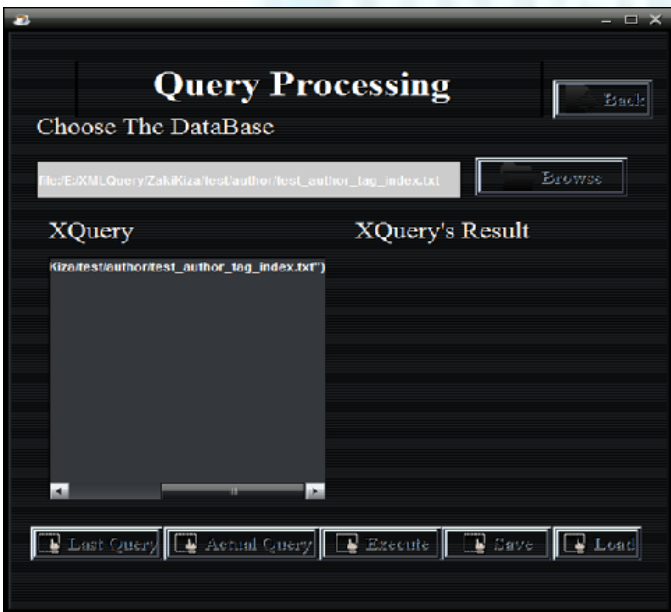 Query Processing
Back
Choose The DataBase
file:/E:/XMLQuery/ZakiKiza/test/author/test_author_tag_index.txt
Browse
XQuery
XQuery's Result
Kiza/test/author/test_author_tag_index.txt")
Last Query
Actual Query
Execute
Save
Load